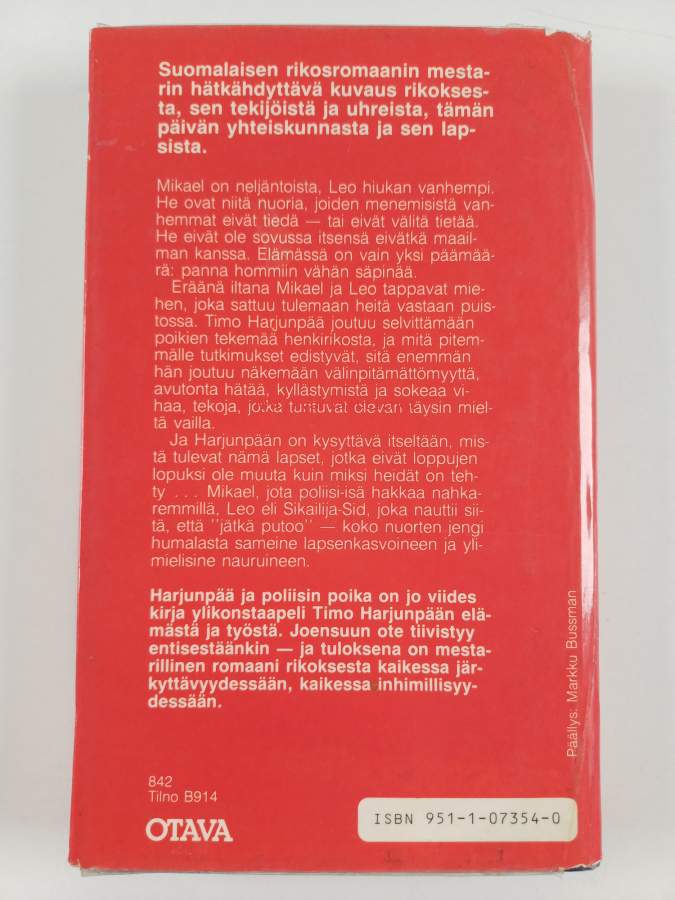 Suomalaisen rikosromaanin mesta-
rin hätkähdyttävä kuvaus rikokses-
ta, sen tekijöistä ja uhreista, tämän
päivän yhteiskunnasta ja sen lap-
sista.
Mikael on neljäntoista, Leo hiukan vanhempi.
He ovat niitä nuoria, joiden menemisistä van-
hemmat eivät tiedä — tai eivät välitä tietää.
He eivät ole sovussa itsensä eivätkä maail-
man kanssa. Elämässä on vain yksi päämää-
rä: panna hommiin vähän säpinää.
Eräänä iltana Mikael ja Leo tappavat mie-
hen, joka sattuu tulemaan heitä vastaan puis-
tossa. Timo Harjunpää joutuu selvittämään
poikien tekemää henkirikosta, ja mitä pitem-
mälle tutkimukset edistyvät, sitä enemmän
hän joutuu näkemään välinpitämättömyyttä,
avutonta hätää, kyllästymistä ja sokeaa vi-
haa, tekoja, jotka tuntuvat olevan täysin miel-
tä vailla.
Ja Harjunpään on kysyttävä itseltään, mis-
tä tulevat nämä lapset, jotka eivät loppujen
lopuksi ole muuta kuin miksi heidät on teh-
ty . . . Mikael, jota poliisi-isä hakkaa nahka-
remmillä, Leo eli Sikailija-Sid, joka nauttii sii-
tä, että ''jätkä putoo'' — koko nuorten jengi
humalasta sameine lapsenkasvoineen ja yli-
mielisine nauruineen.
Harjunpää ja poliisin poika on jo viides
kirja ylikonstaapeli Timo Harjunpään elä-
mästä ja työstä. Joensuun ote tiivistyy
entisestäänkin — ja tuloksena on mesta-
rillinen romaani rikoksesta kaikessa jär-
kyttävyydessään, kaikessa inhimillisyy-
dessään.
Päällys: Markku Bussman
842
Tilno B914
OTAVA
ISBN 951-1-07354-0